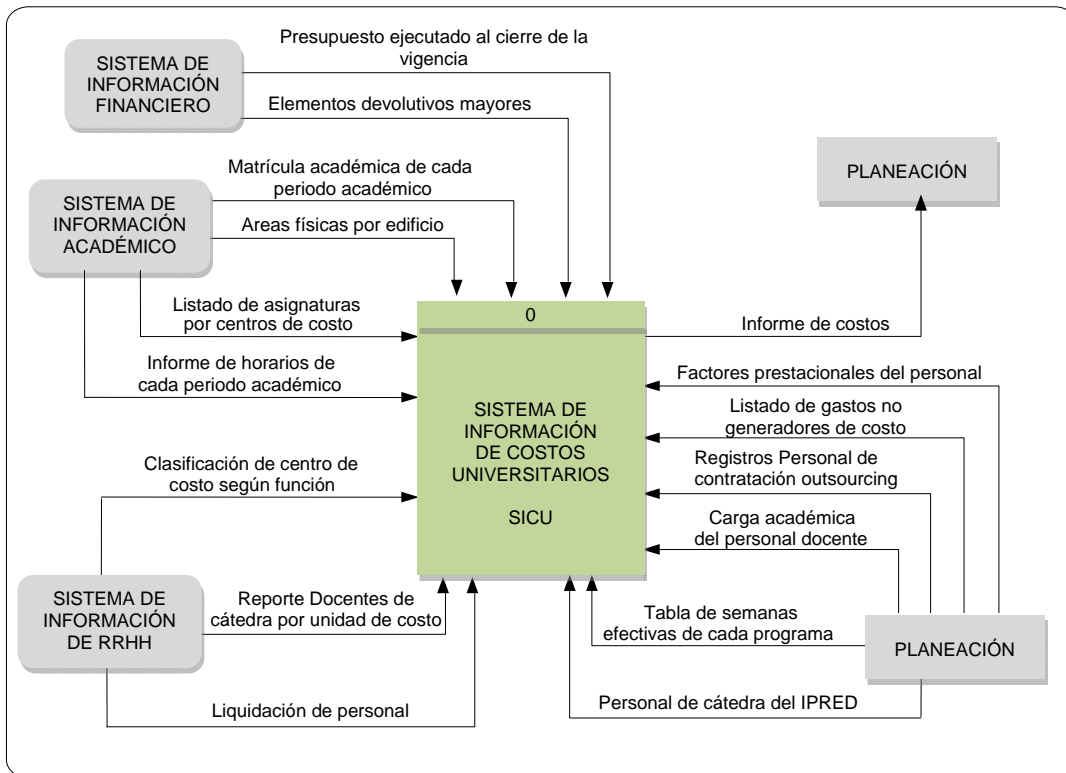 Presupuesto ejecutado al cierre de la
vigencia
SISTEMA DE
INFORMACIÓN
FINANCIERO
Elementos devolutivos mayores
Matrícula académica de cada
periodo académico
PLANEACIÓN
SISTEMA DE
INFORMACIÓN
ACADÉMICO
Areas físicas por edificio
Listado de asignaturas
por centros de costo
0
Informe de costos
Informe de horarios de
cada periodo académico
Factores prestacionales del personal
SISTEMA DE
INFORMACIÓN
DE COSTOS
UNIVERSITARIOS
SICU
Listado de gastos no
generadores de costo
Clasificación de centro de
costo según función
Registros Personal de
contratación outsourcing
Carga académica
del personal docente
SISTEMA DE
INFORMACIÓN
DE RRHH
Reporte Docentes de
cátedra por unidad de costo
Tabla de semanas
efectivas de cada programa
PLANEACIÓN
Liquidación de personal
Personal de cátedra del IPRED